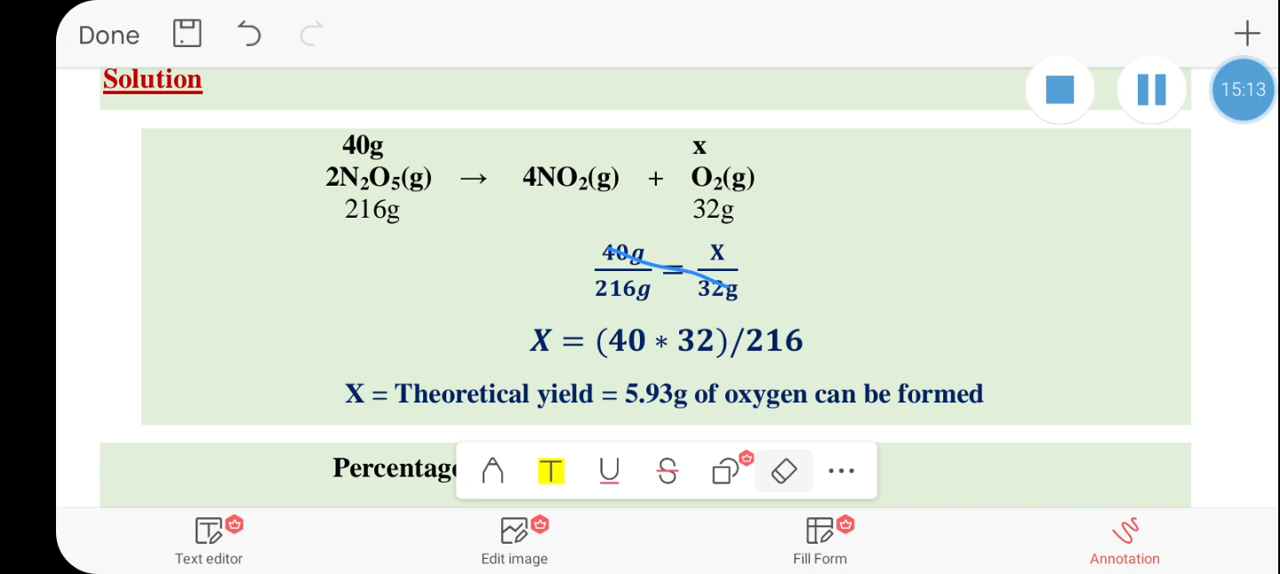 Done
15:13
Solution
40g x
2N₂O₅(g) → 4NO₂(g) + O₂(g)
216g 32g
40g/216g = X/32g
X = (40 * 32)/216
X = Theoretical yield = 5.93g of oxygen can be formed
Percentage
T U S ...
Text editor Edit image Fill Form Annotation